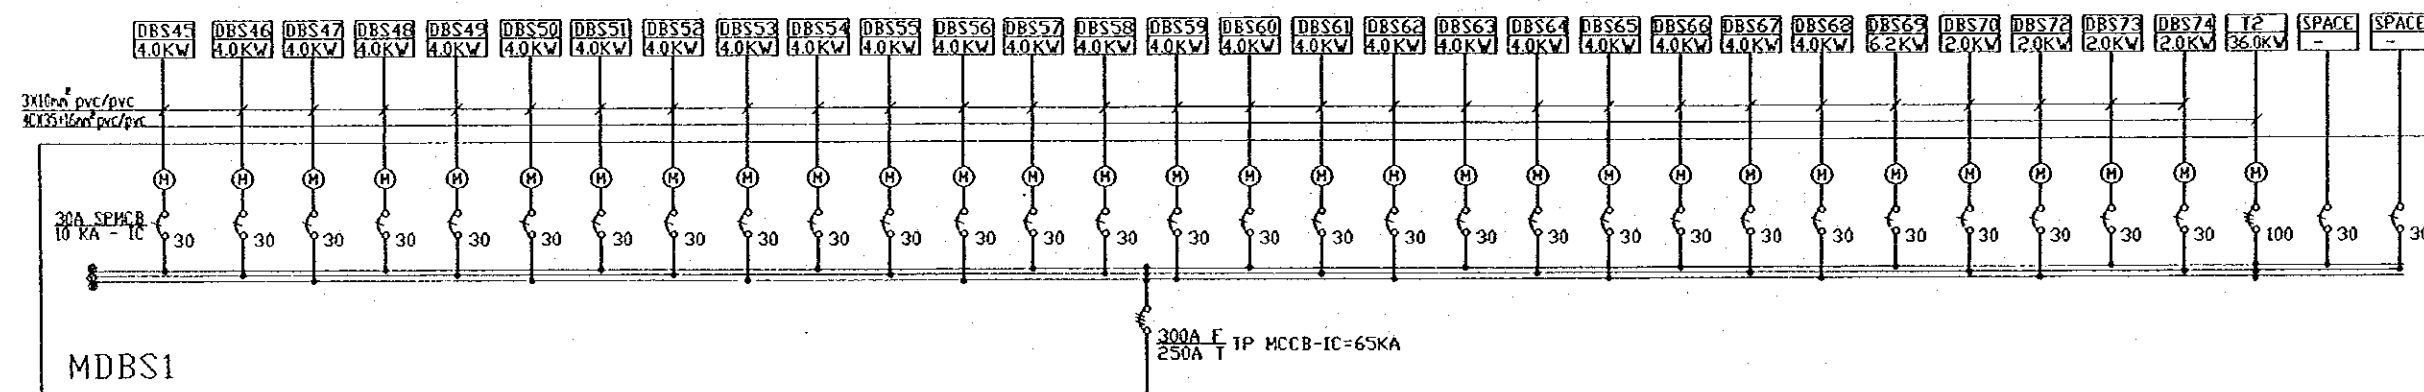 DBS45 DBS46 DBS47 DBS48 DBS49 DBS50 DBS51 DBS52 DBS53 DBS54 DBS55 DBS56 DBS57 DBS58 DBS59 DBS60 DBS61 DBS62 DBS63 DBS64 DBS65 DBS66 DBS67 DBS68 DBS69 DBS70 DBS72 DBS73 DBS74 T2 SPACE SPACE
4.0KW 4.0KW 4.0KW 4.0KW 4.0KW 4.0KW 4.0KW 4.0KW 4.0KW 4.0KW 4.0KW 4.0KW 4.0KW 4.0KW 4.0KW 4.0KW 4.0KW 4.0KW 4.0KW 4.0KW 4.0KW 4.0KW 4.0KW 4.0KW 6.2KW 2.0KW 2.0KW 2.0KW 2.0KW 36.0KW - -
3X10mm² pvc/pvc
4CX35+16mm² pvc/pvc
M M M M M M M M M M M M M M M M M M M M M M M M M M M M M M
30A SPMCB
10 KA - IC
30 30 30 30 30 30 30 30 30 30 30 30 30 30 30 30 30 30 30 30 30 30 30 30 30 30 30 30 30 100 30 30
300A F
250A T TP MCCB-IC=65KA
MDBS1